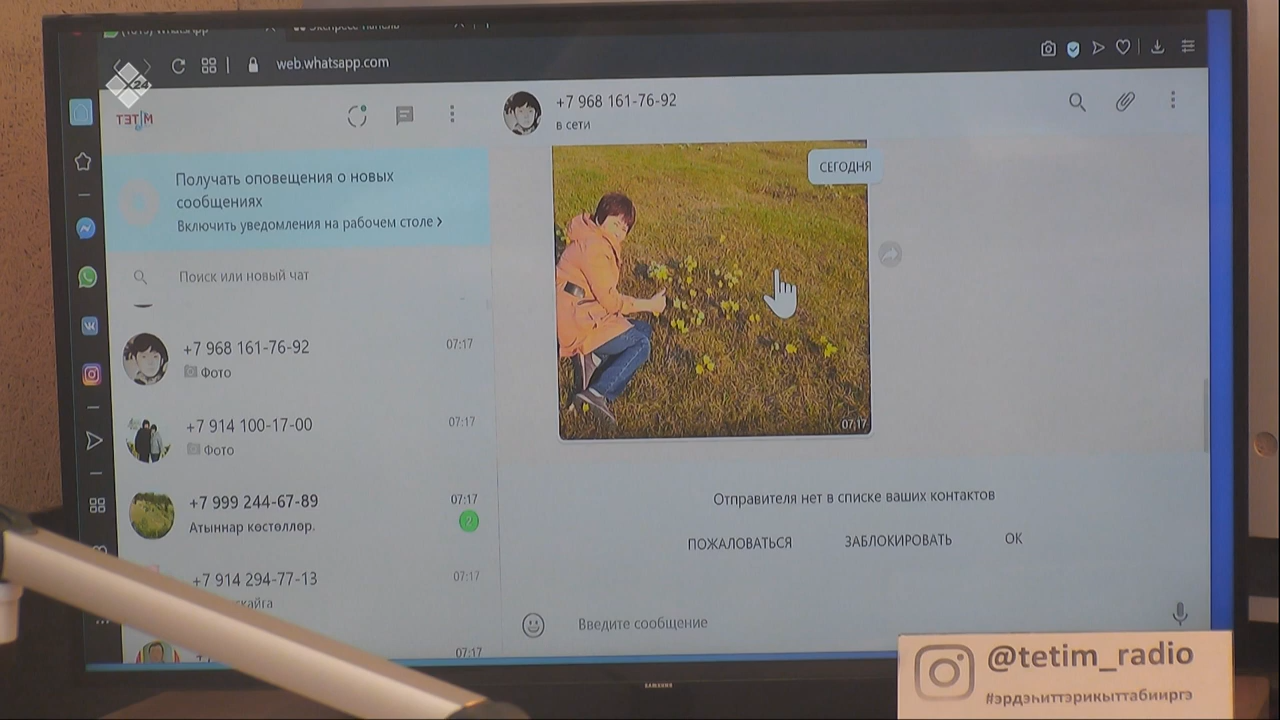 web.whatsapp.com
X24
ТЭТИМ
+7 968 161-76-92
в сети
Получать оповещения о новых
сообщениях
Включить уведомления на рабочем столе
Поиск или новый чат
+7 968 161-76-92 07:17
Фото
+7 914 100-17-00 07:17
Фото
+7 999 244-67-89 07:17
Атыннар көстөллөр. 2
+7 914 294-77-13 07:17
07:17
СЕГОДНЯ
07:17
Отправителя нет в списке ваших контактов
ПОЖАЛОВАТЬСЯ ЗАБЛОКИРОВАТЬ ОК
Введите сообщение
SAMSUNG
@tetim_radio
#эрдэһиттэрикыттабииргэ